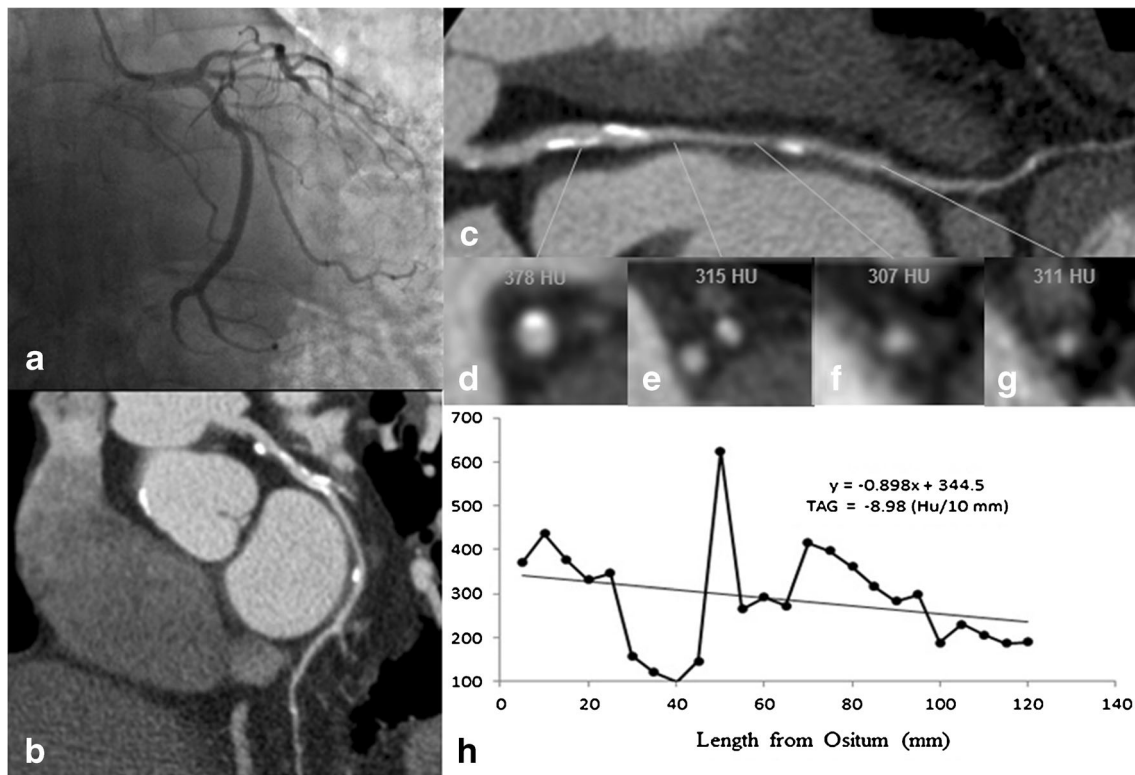 a
c
378 HU
315 HU
307 HU
311 HU
d
e
f
g
b
700
600
500
400
300
200
100
y = -0.898x + 344.5
TAG = -8.98 (Hu/10 mm)
0 20 40 60 80 100 120 140
h
Length from Ositum (mm)